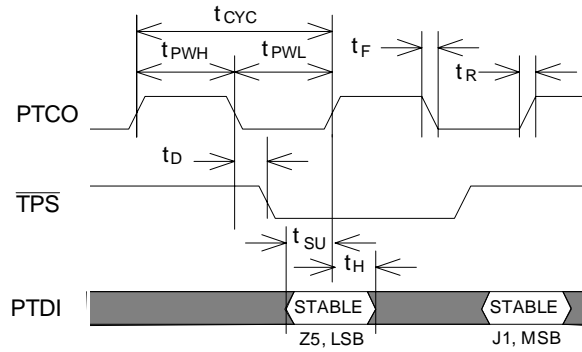 tCYC
tPWH tPWL tF
tR
PTCO
tD
TPS
tSU
tH
PTDI STABLE STABLE
Z5, LSB J1, MSB